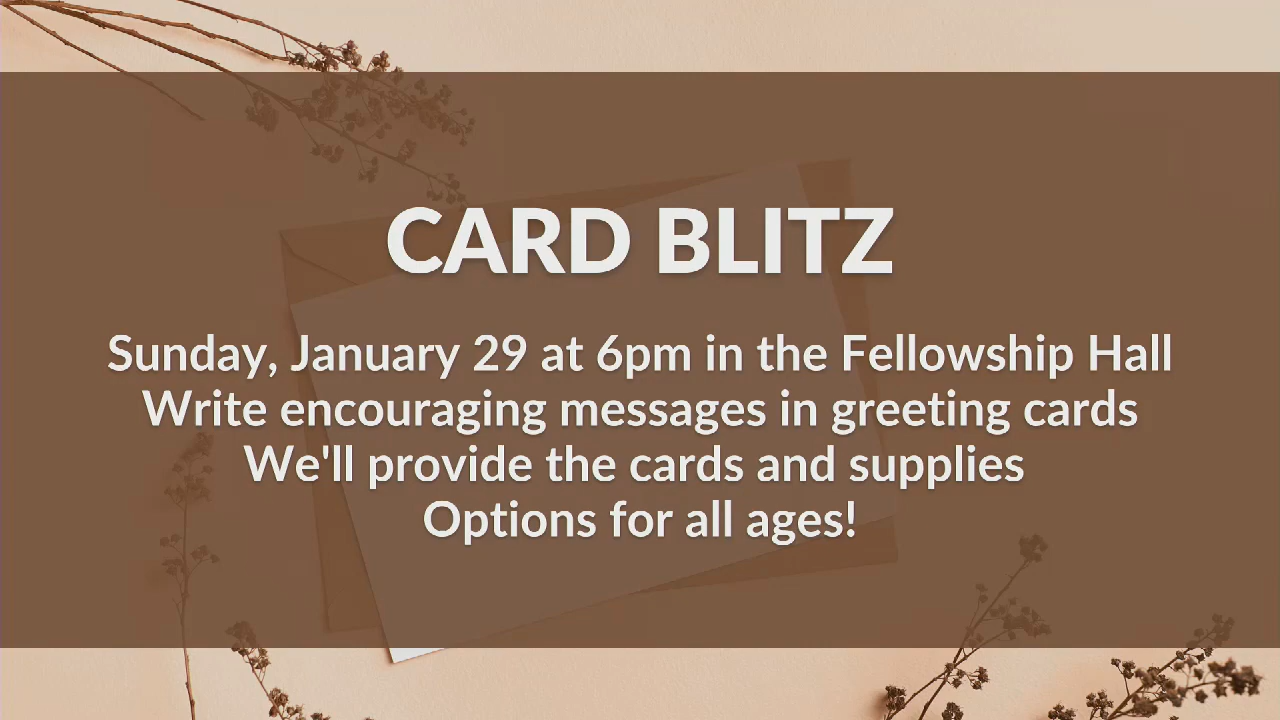 CARD BLITZ
Sunday, January 29 at 6pm in the Fellowship Hall
Write encouraging messages in greeting cards
We'll provide the cards and supplies
Options for all ages!